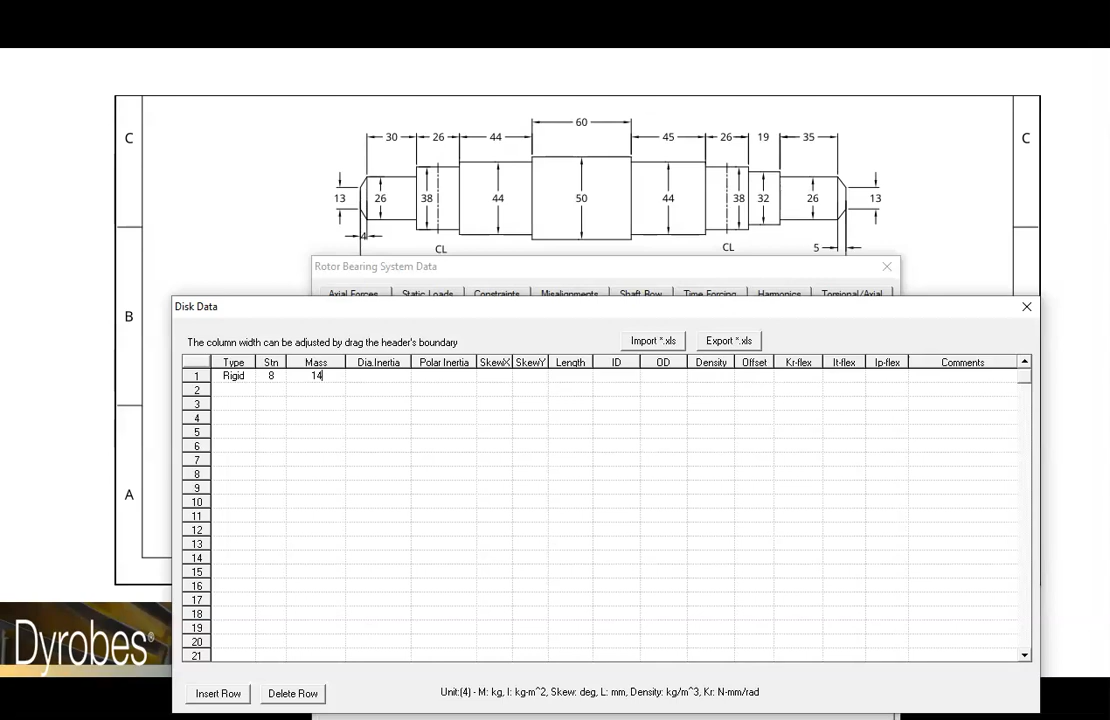 60
30 26 44 45 26 19 35
C C
13 26 38 44 50 44 38 32 26 13
4 CL CL 5
Rotor Bearing System Data
Axial Forces Static Loads Constraints Misalignments Shaft Bow Time Forcing Harmonics Torsional/Axial
Disk Data
B
The column width can be adjusted by drag the header's boundary Import *.xls Export *.xls
Type Stn Mass Dia.Inertia Polar Inertia SkewX SkewY Length ID OD Density Offset Kr-flex It-flex Ip-flex Comments
1 Rigid 8 14
2
3
4
5
6
7
8
9
A
10
11
12
13
14
15
16
17
18
19
20
21
Dyrobes®
Insert Row Delete Row Unit:(4) - M: kg, I: kg-m^2, Skew: deg, L: mm, Density: kg/m^3, Kr: N-mm/rad